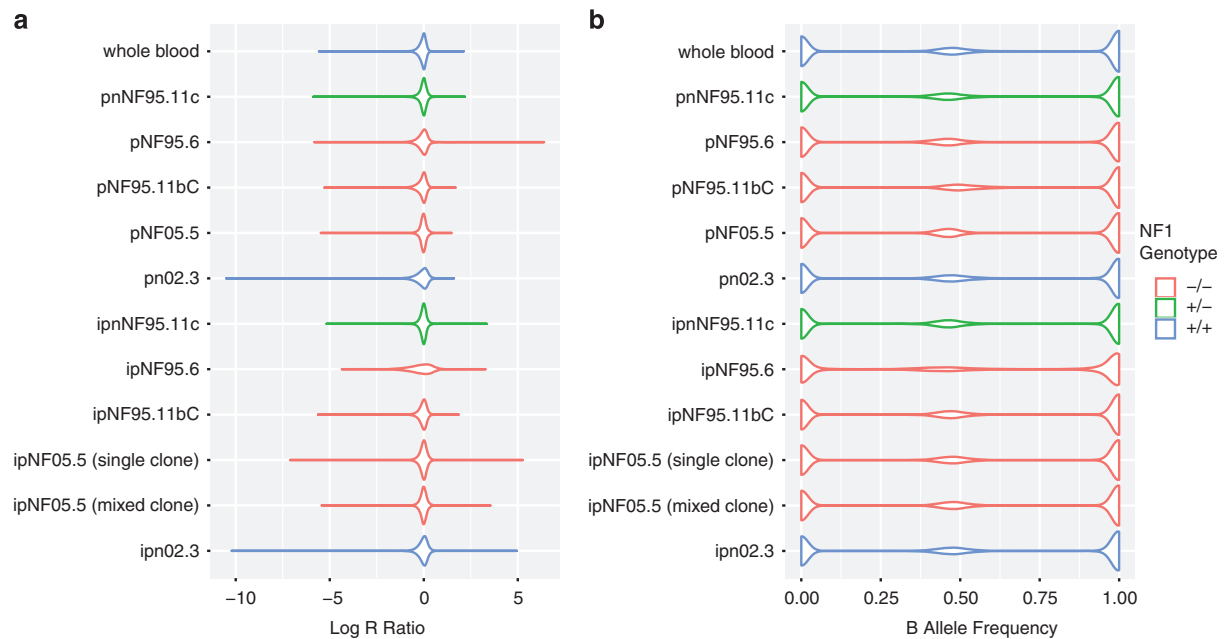 a
whole blood
pnNF95.11c
pNF95.6
pNF95.11bC
pNF05.5
pn02.3
ipnNF95.11c
ipNF95.6
ipNF95.11bC
ipNF05.5 (single clone)
ipNF05.5 (mixed clone)
ipn02.3
−10 −5 0 5
Log R Ratio
b
whole blood
pnNF95.11c
pNF95.6
pNF95.11bC
pNF05.5
pn02.3
ipnNF95.11c
ipNF95.6
ipNF95.11bC
ipNF05.5 (single clone)
ipNF05.5 (mixed clone)
ipn02.3
0.00 0.25 0.50 0.75 1.00
B Allele Frequency
NF1
Genotype
−/−
+/−
+/+